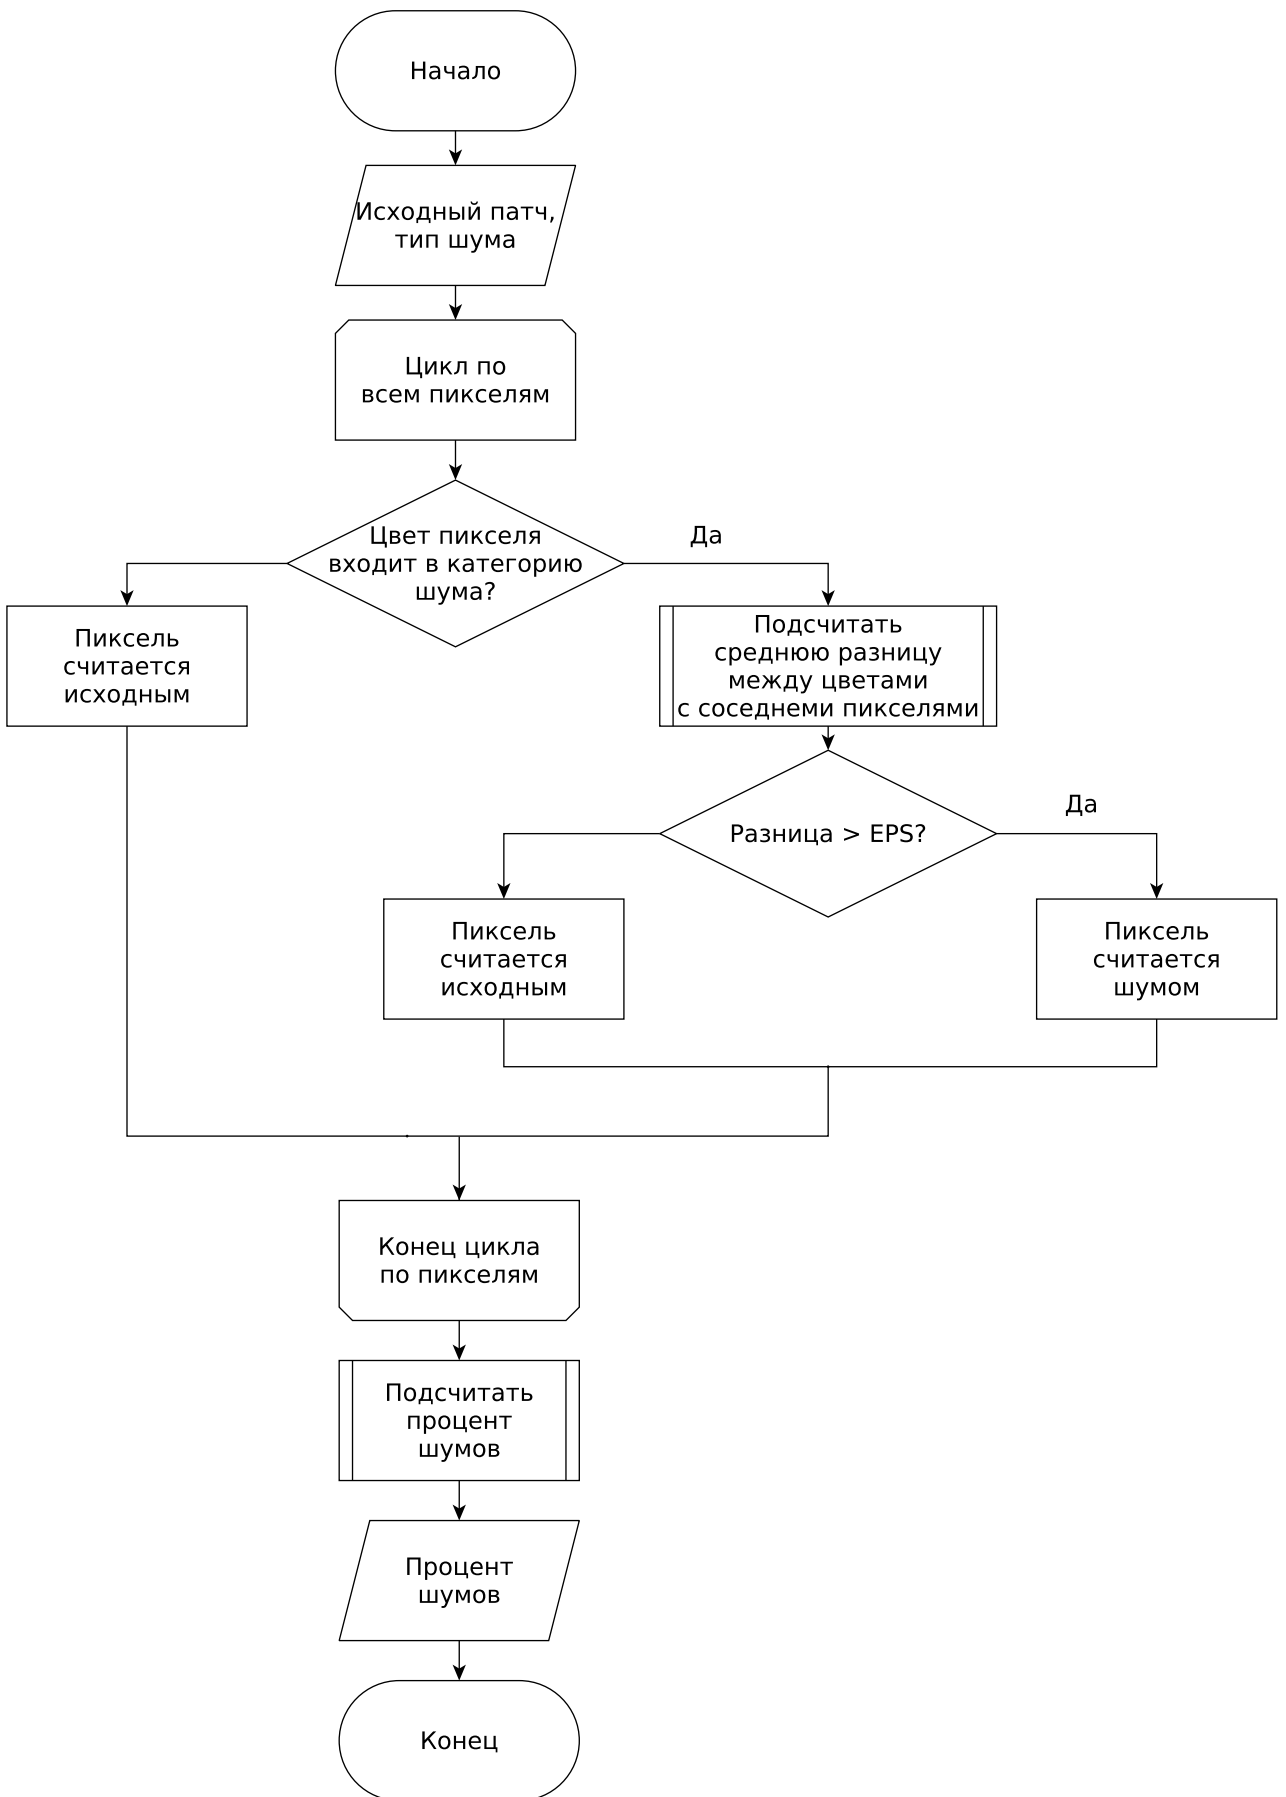 Начало
Исходный патч,
тип шума
Цикл по
всем пикселям
Цвет пикселя
входит в категорию
шума?
Да
Пиксель
считается
исходным
Подсчитать
среднюю разницу
между цветами
с соседнеми пикселями
Разница > EPS?
Да
Пиксель
считается
исходным
Пиксель
считается
шумом
Конец цикла
по пикселям
Подсчитать
процент
шумов
Процент
шумов
Конец